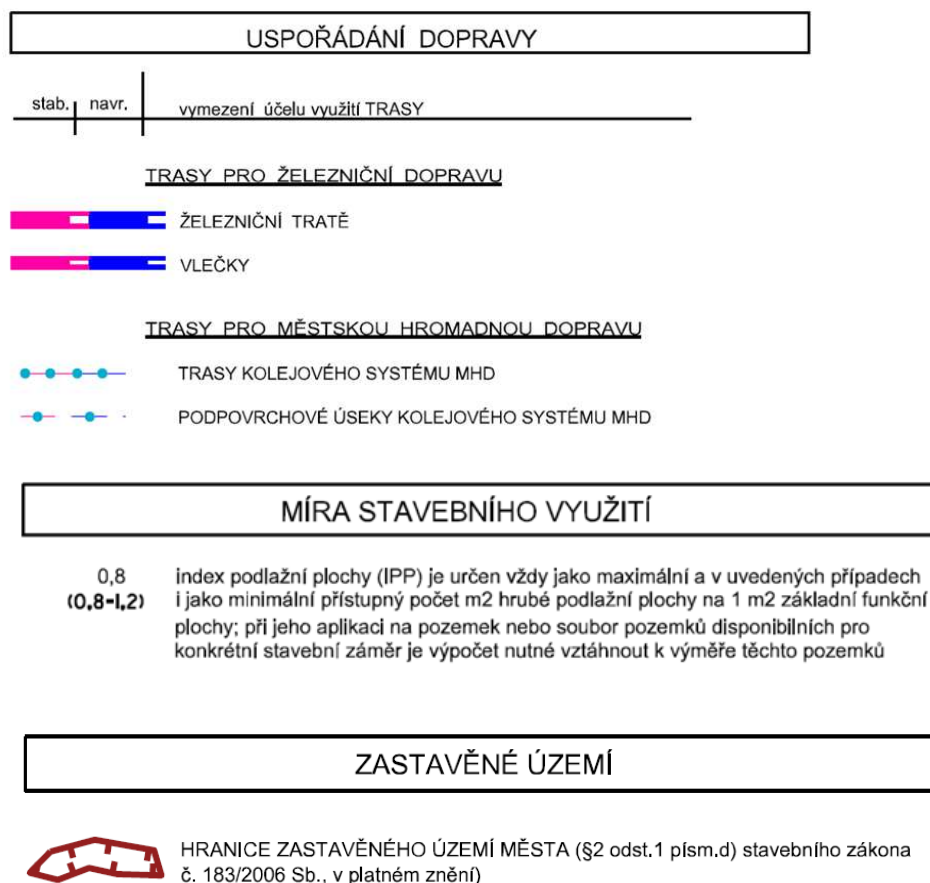 USPOŘÁDÁNÍ DOPRAVY
stab. navr. vymezení účelu využití TRASY
TRASY PRO ŽELEZNIČNÍ DOPRAVU
ŽELEZNIČNÍ TRATĚ
VLEČKY
TRASY PRO MĚSTSKOU HROMADNOU DOPRAVU
TRASY KOLEJOVÉHO SYSTÉMU MHD
PODPOVRCHOVÉ ÚSEKY KOLEJOVÉHO SYSTÉMU MHD
MÍRA STAVEBNÍHO VYUŽITÍ
0,8 index podlažní plochy (IPP) je určen vždy jako maximální a v uvedených případech
(0,8-1,2) i jako minimální přístupný počet m2 hrubé podlažní plochy na 1 m2 základní funkční
plochy; při jeho aplikaci na pozemek nebo soubor pozemků disponibilních pro
konkrétní stavební záměr je výpočet nutné vztáhnout k výměře těchto pozemků
ZASTAVĚNÉ ÚZEMÍ
HRANICE ZASTAVĚNÉHO ÚZEMÍ MĚSTA (§2 odst.1 písm.d) stavebního zákona
č. 183/2006 Sb., v platném znění)